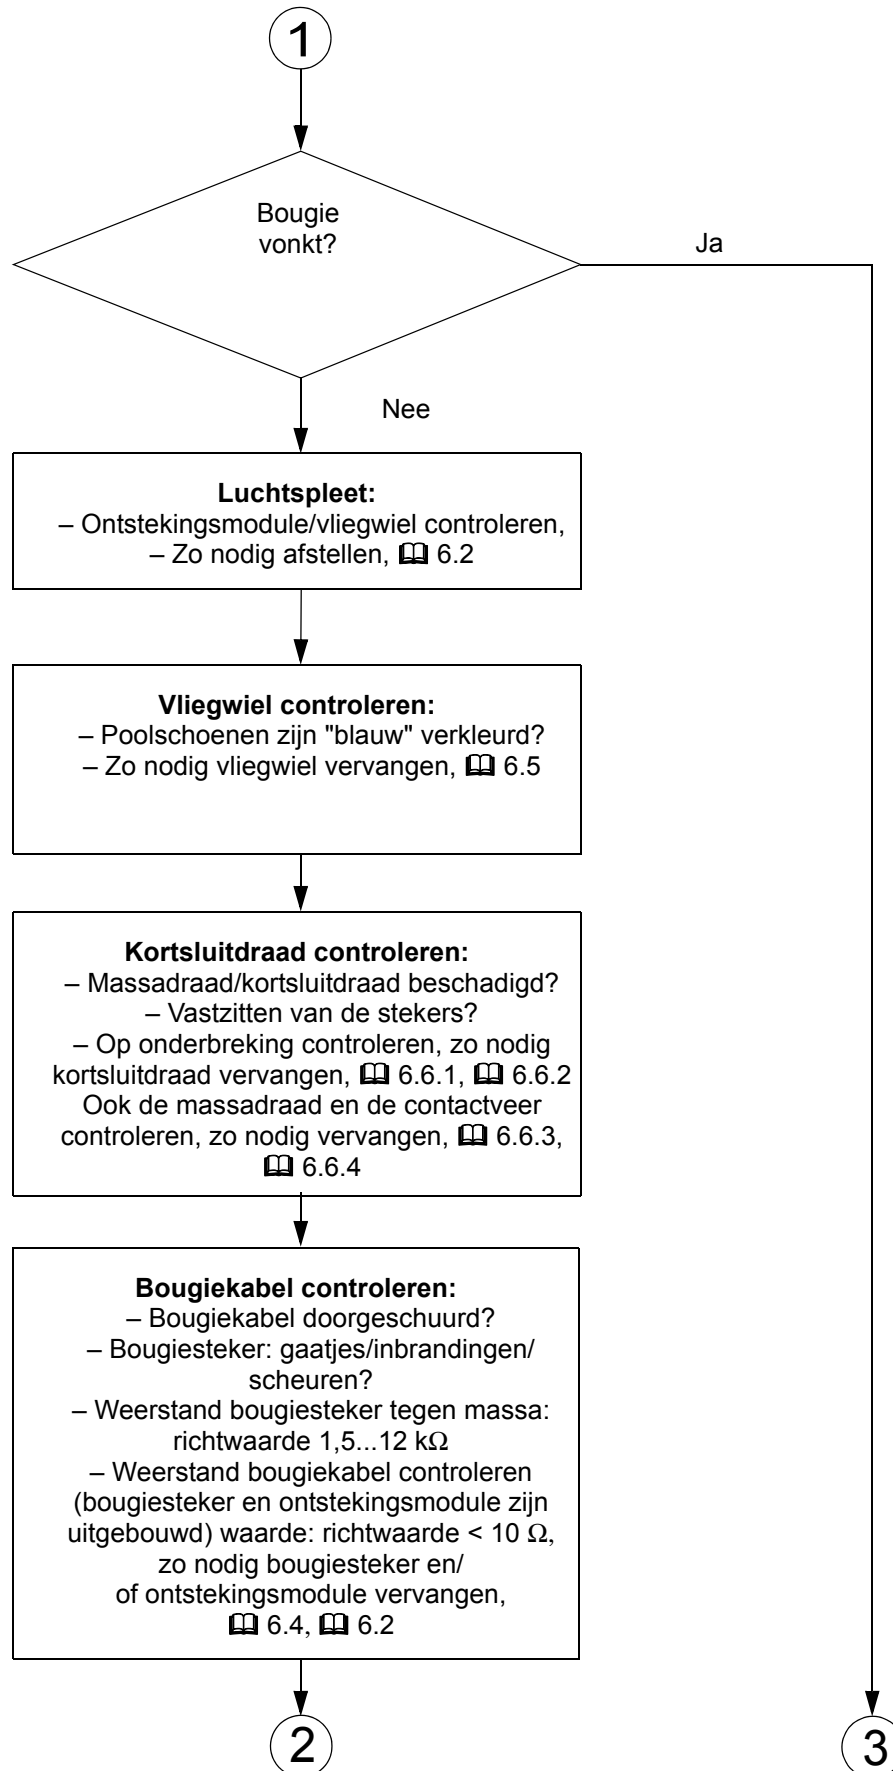 1
Bougie
vonkt?
Ja
Nee
Luchtspleet:
– Ontstekingsmodule/vliegwiel controleren,
– Zo nodig afstellen, 🕮 6.2
Vliegwiel controleren:
– Poolschoenen zijn "blauw" verkleurd?
– Zo nodig vliegwiel vervangen, 🕮 6.5
Kortsluitdraad controleren:
– Massadraad/kortsluitdraad beschadigd?
– Vastzitten van de stekers?
– Op onderbreking controleren, zo nodig
kortsluitdraad vervangen, 🕮 6.6.1, 🕮 6.6.2
Ook de massadraad en de contactveer
controleren, zo nodig vervangen, 🕮 6.6.3,
🕮 6.6.4
Bougiekabel controleren:
– Bougiekabel doorgeschuurd?
– Bougiesteker: gaatjes/inbrandingen/
scheuren?
– Weerstand bougiesteker tegen massa:
richtwaarde 1,5...12 kΩ
– Weerstand bougiekabel controleren
(bougiesteker en ontstekingsmodule zijn
uitgebouwd) waarde: richtwaarde < 10 Ω,
zo nodig bougiesteker en/
of ontstekingsmodule vervangen,
🕮 6.4, 🕮 6.2
2
3